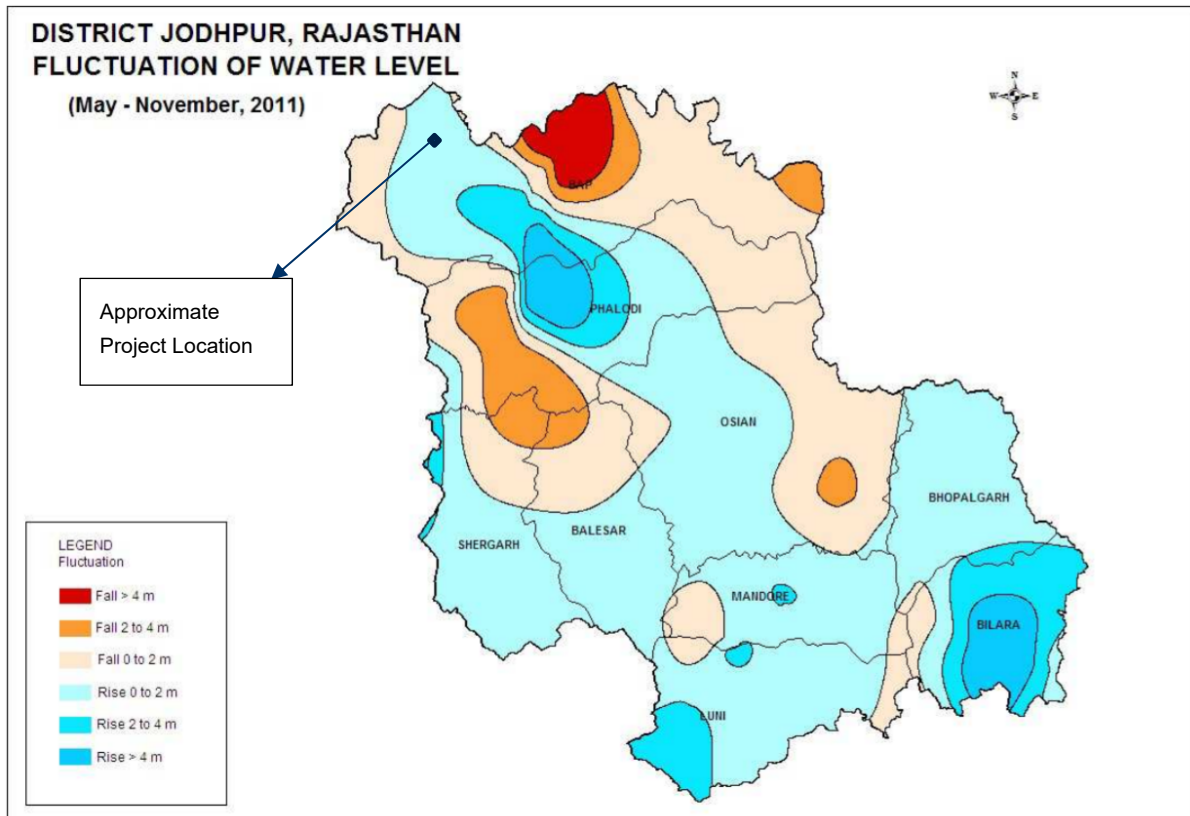 DISTRICT JODHPUR, RAJASTHAN
FLUCTUATION OF WATER LEVEL
(May - November, 2011)
N
W E
S
BAP
Approximate
Project Location
PHALODI
OSIAN
BHOPALGARH
SHERGARH
BALESAR
MANDORE
BILARA
LUNI
LEGEND
Fluctuation
Fall > 4 m
Fall 2 to 4 m
Fall 0 to 2 m
Rise 0 to 2 m
Rise 2 to 4 m
Rise > 4 m